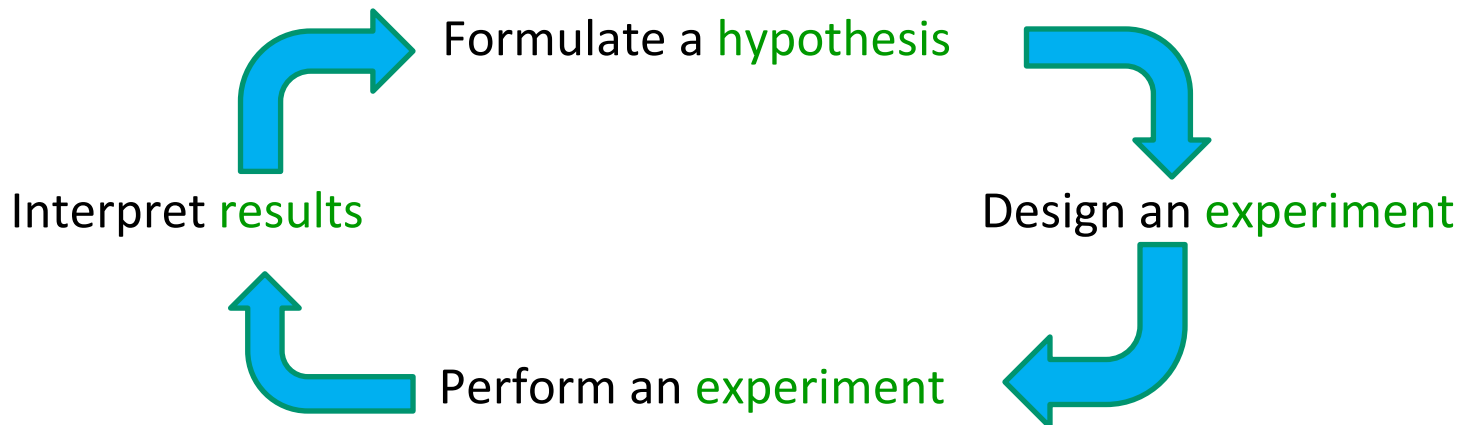 Formulate a hypothesis
Interpret results
Design an experiment
Perform an experiment